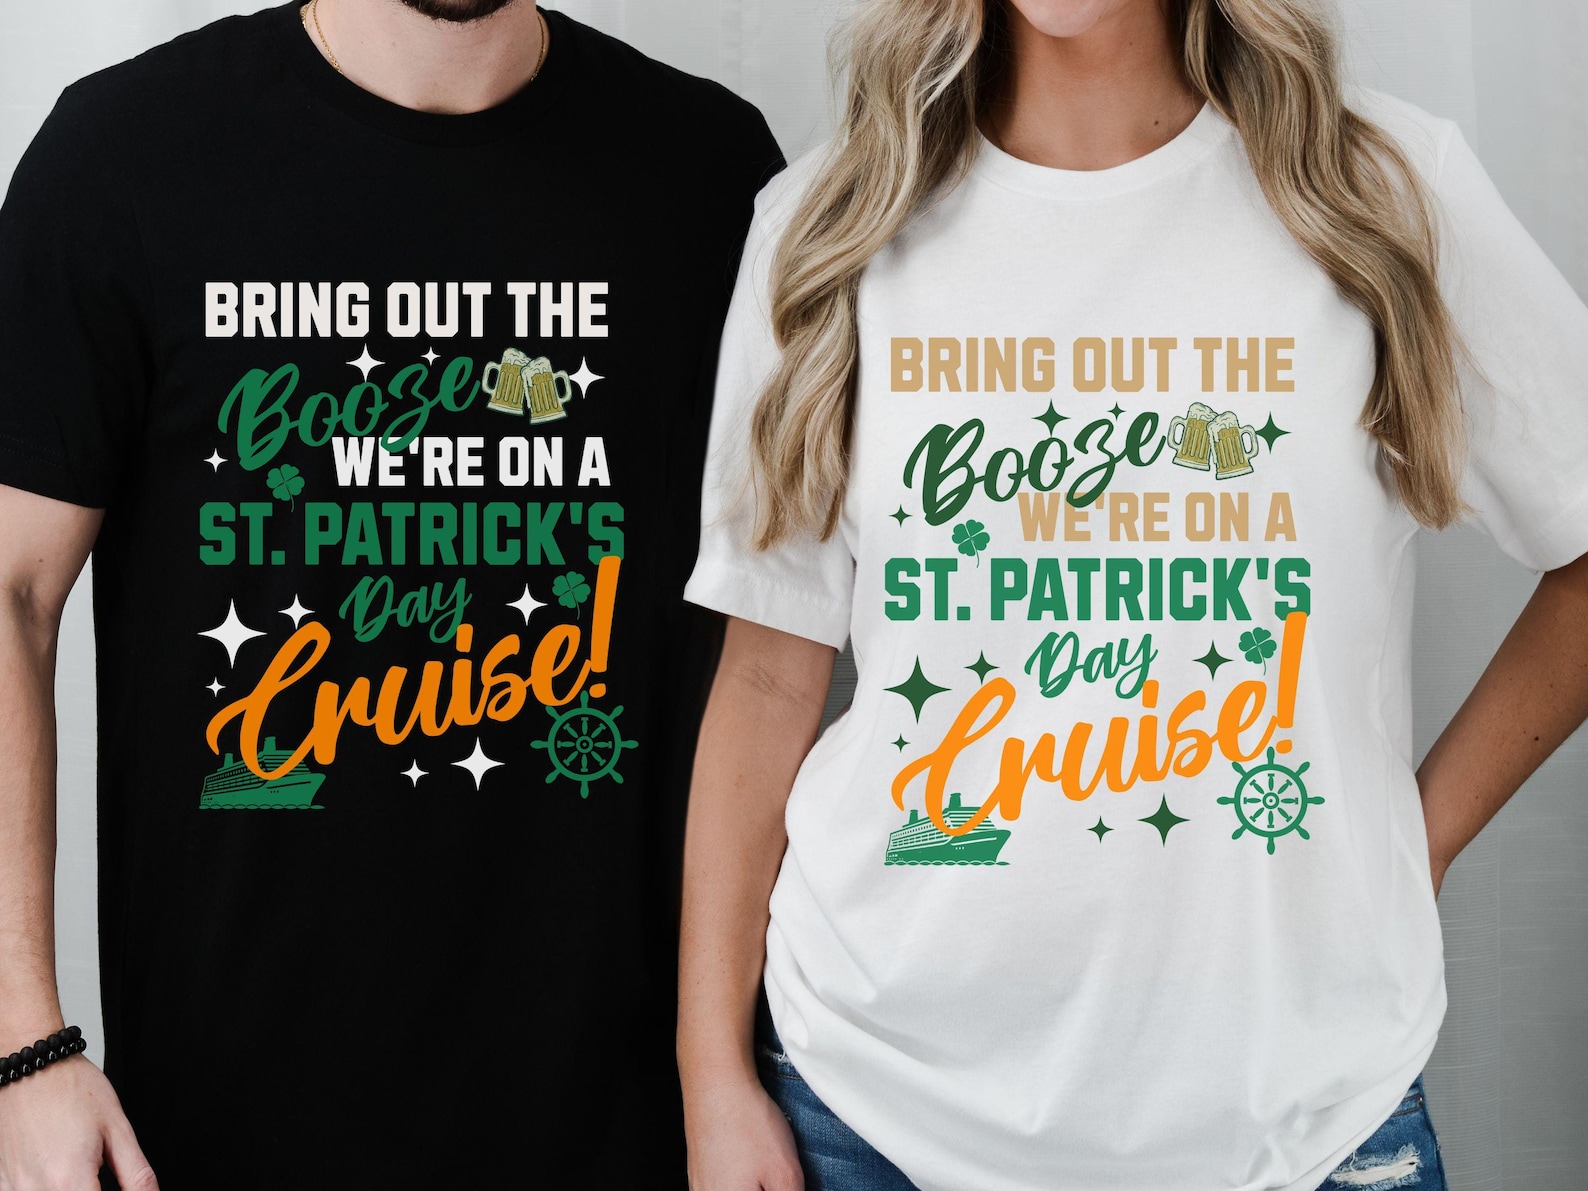 BRING OUT THE
Booze
WE'RE ON A
ST. PATRICK'S
Day
Cruise!
BRING OUT THE
Booze
WE'RE ON A
ST. PATRICK'S
Day
Cruise!